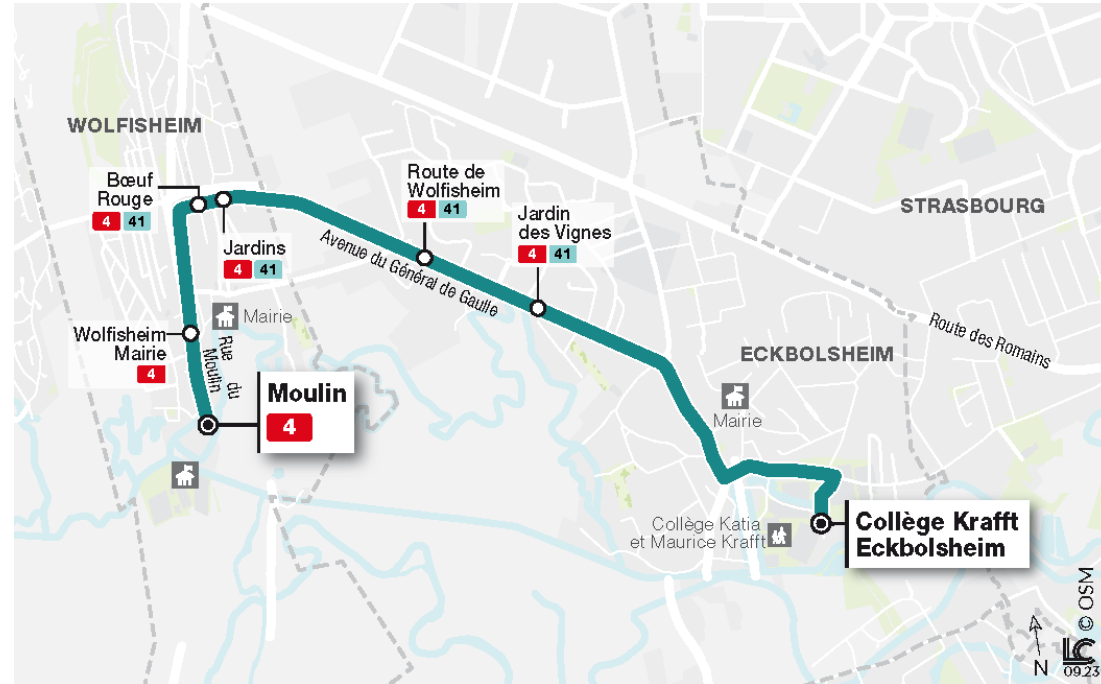 WOLFISHEIM
Bœuf
Rouge
4 41
Jardins
4 41
Route de
Wolfisheim
4 41
Jardin
des Vignes
4 41
STRASBOURG
Avenue du Général de Gaulle
Mairie
Wolfisheim
Mairie
4
Rue du
Moulin
Moulin
4
ECKBOLSHEIM
Route des Romains
Mairie
Collège Katia
et Maurice Krafft
Collège Krafft
Eckbolsheim
© OSM
N
LC
09.23